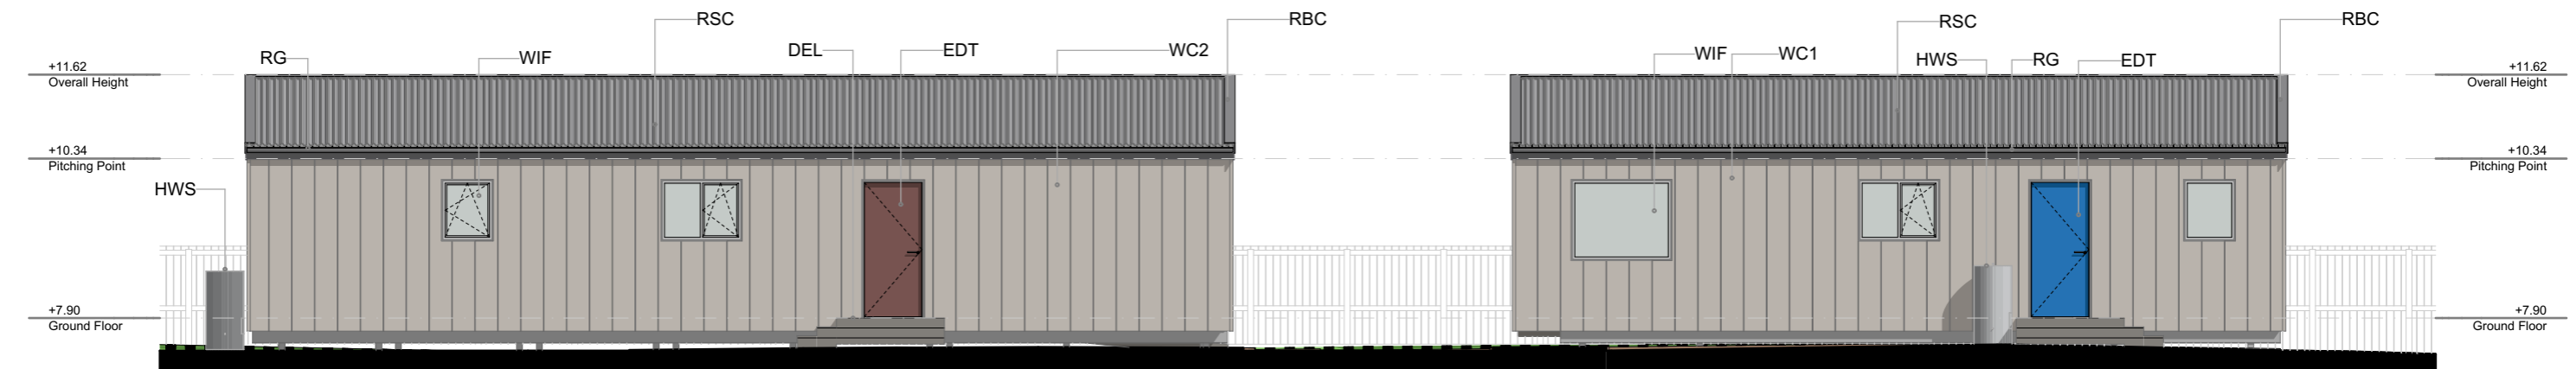 RSC
RBC
RSC
RBC
DEL
EDT
WC2
WIF
WC1
RG
WIF
HWS
RG
EDT
+11.62
Overall Height
+11.62
Overall Height
+10.34
Pitching Point
+10.34
Pitching Point
HWS
+7.90
Ground Floor
+7.90
Ground Floor